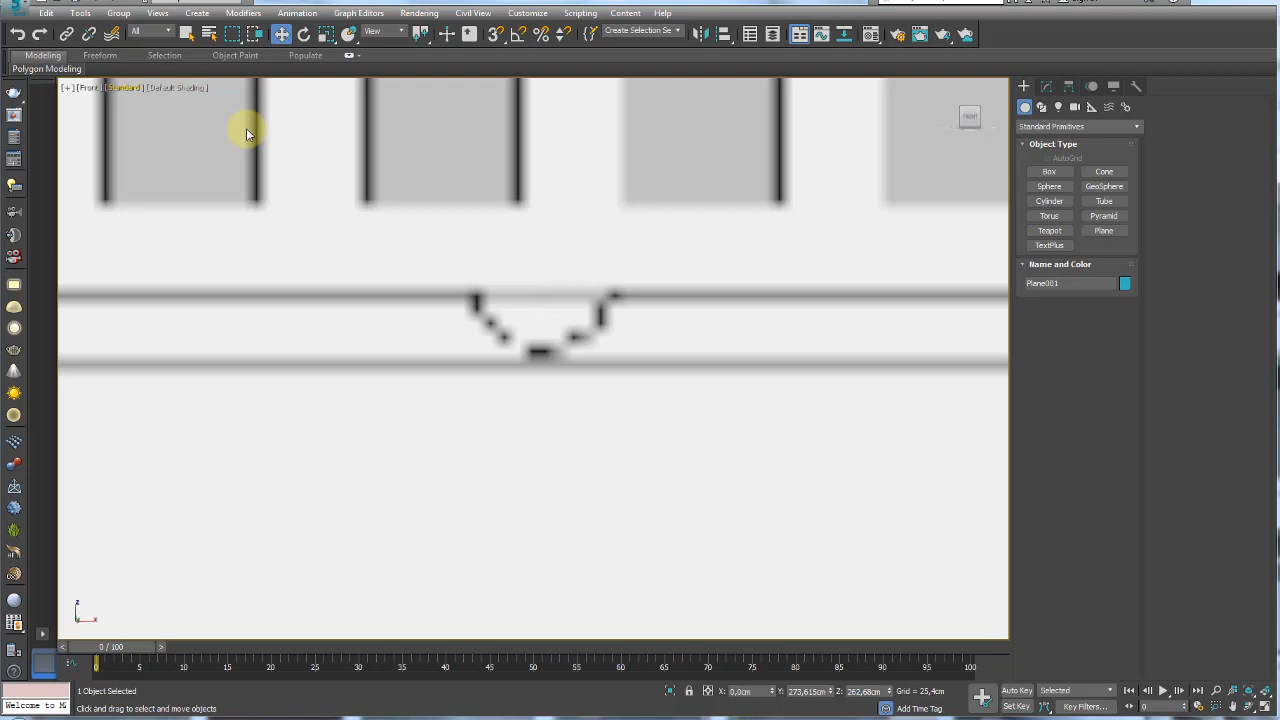 Edit Tools Group Views Create Modifiers Animation Graph Editors Rendering Civil View Customize Scripting Content Help
All View Create Selection Se
Modeling Freeform Selection Object Paint Populate
Polygon Modeling
[+] [Front] [Standard] [Default Shading]
FRONT
Standard Primitives
Object Type
AutoGrid
Box Cone
Sphere GeoSphere
Cylinder Tube
Torus Pyramid
Teapot Plane
TextPlus
Name and Color
Plane001
z
x
0 / 100
0 5 10 15 20 25 30 35 40 45 50 55 60 65 70 75 80 85 90 95 100
1 Object Selected X: 0,0cm Y: 273,615cm Z: 262,68cm Grid = 25,4cm Auto Key Selected
Welcome to M Click and drag to select and move objects Add Time Tag Set Key Key Filters... 0